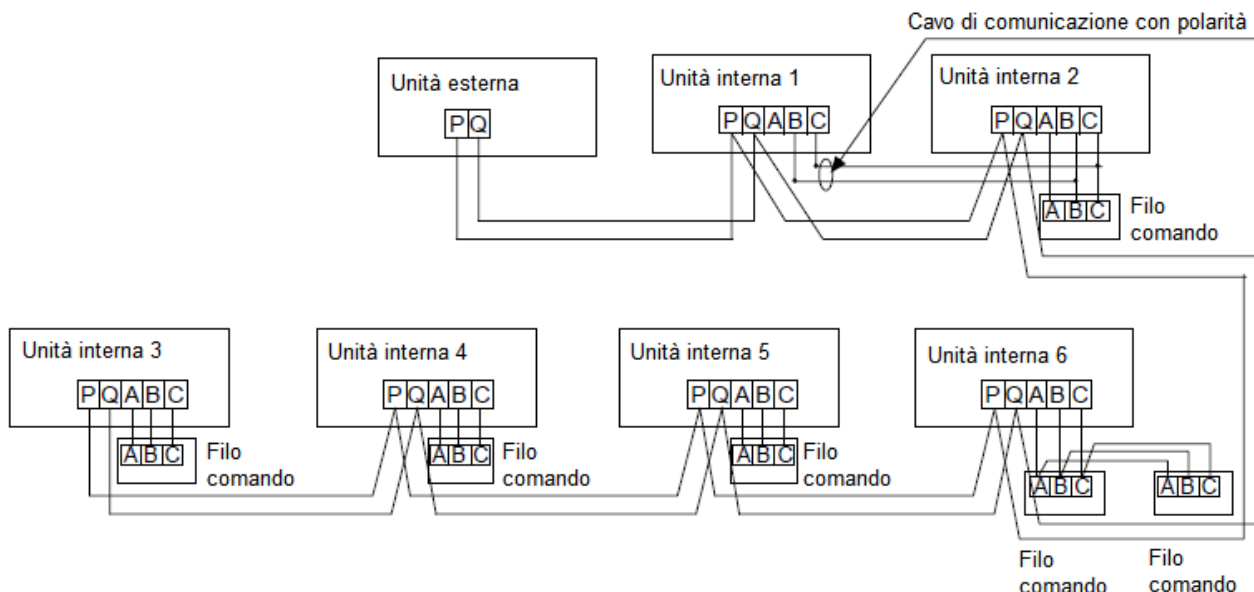 Cavo di comunicazione con polarità
Unità esterna
Unità interna 1
Unità interna 2
P Q
P Q A B C
P Q A B C
A B C
Filo
comando
Unità interna 3
Unità interna 4
Unità interna 5
Unità interna 6
P Q A B C
P Q A B C
P Q A B C
P Q A B C
A B C
Filo
comando
A B C
Filo
comando
A B C
Filo
comando
A B C
A B C
Filo
comando
Filo
comando